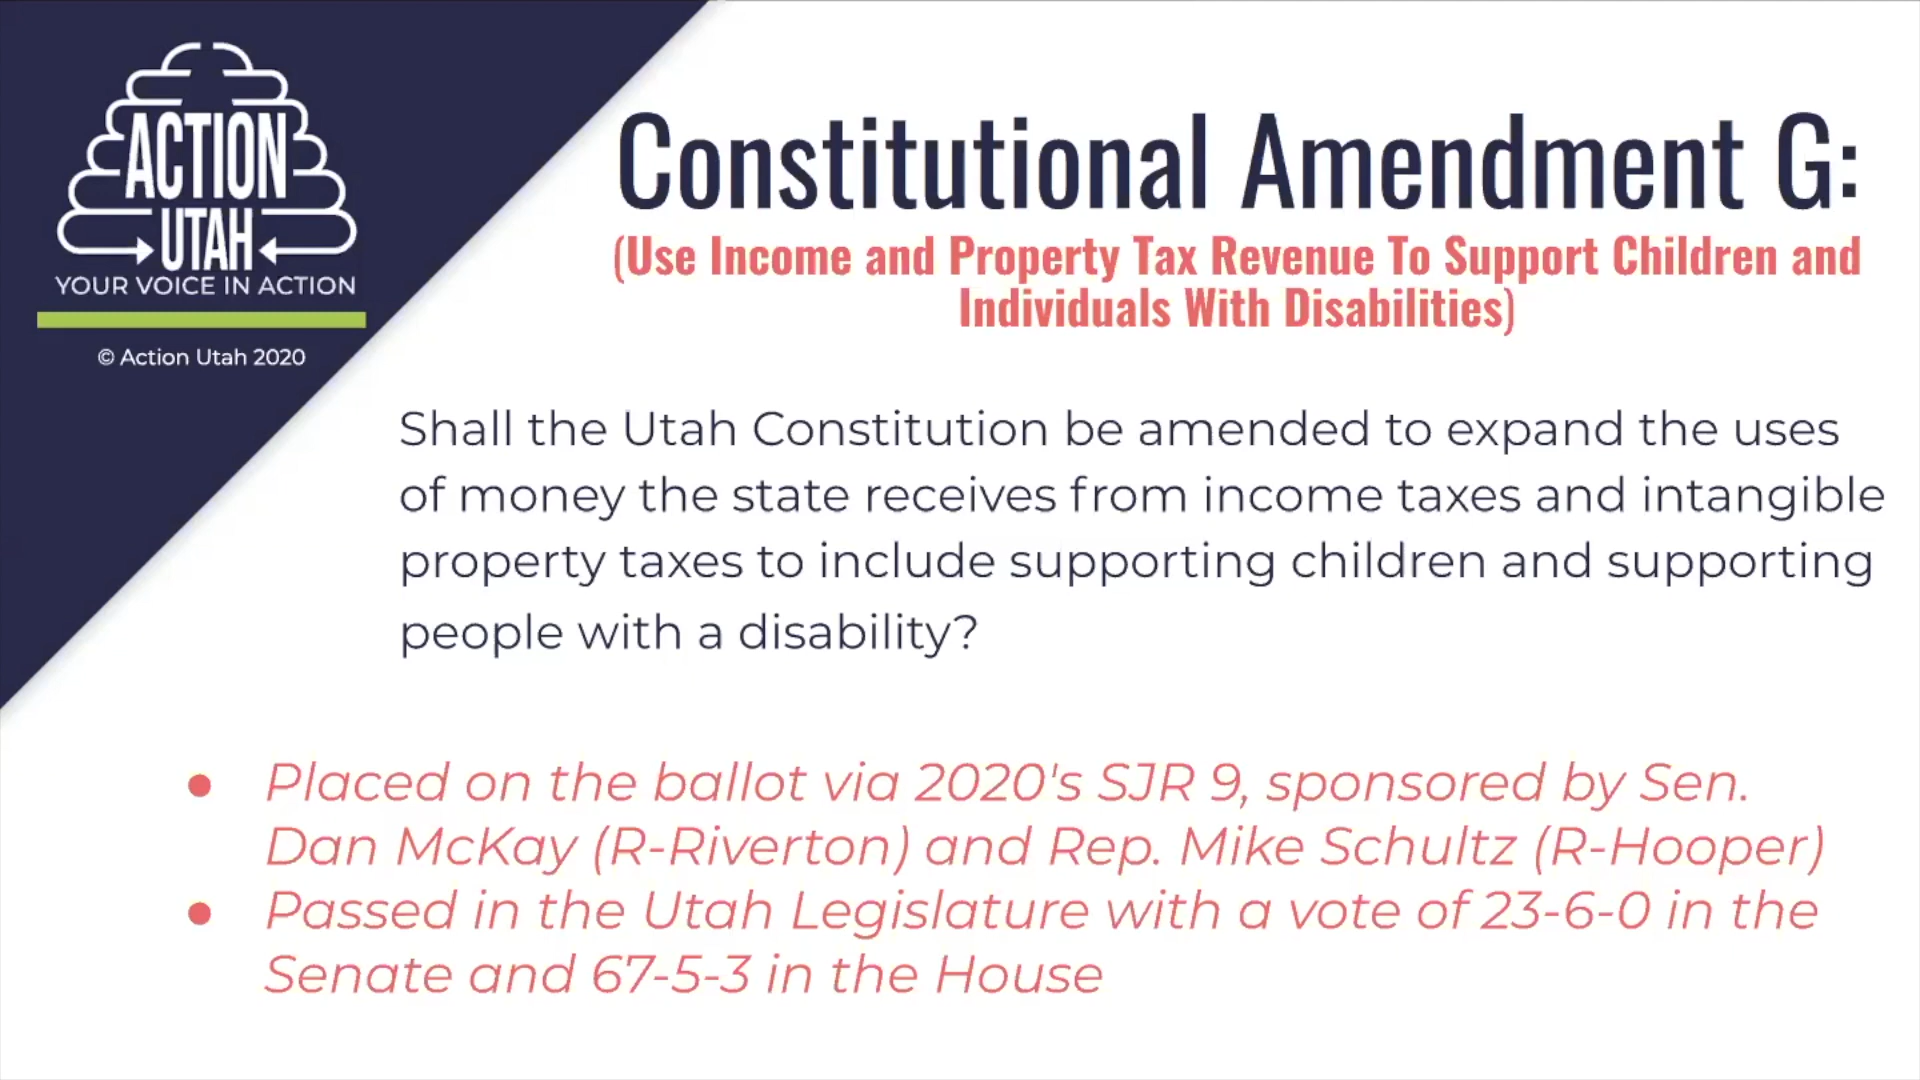 ACTION
UTAH
YOUR VOICE IN ACTION
© Action Utah 2020
Constitutional Amendment G:
(Use Income and Property Tax Revenue To Support Children and
Individuals With Disabilities)
Shall the Utah Constitution be amended to expand the uses
of money the state receives from income taxes and intangible
property taxes to include supporting children and supporting
people with a disability?
● Placed on the ballot via 2020's SJR 9, sponsored by Sen.
Dan McKay (R-Riverton) and Rep. Mike Schultz (R-Hooper)
● Passed in the Utah Legislature with a vote of 23-6-0 in the
Senate and 67-5-3 in the House